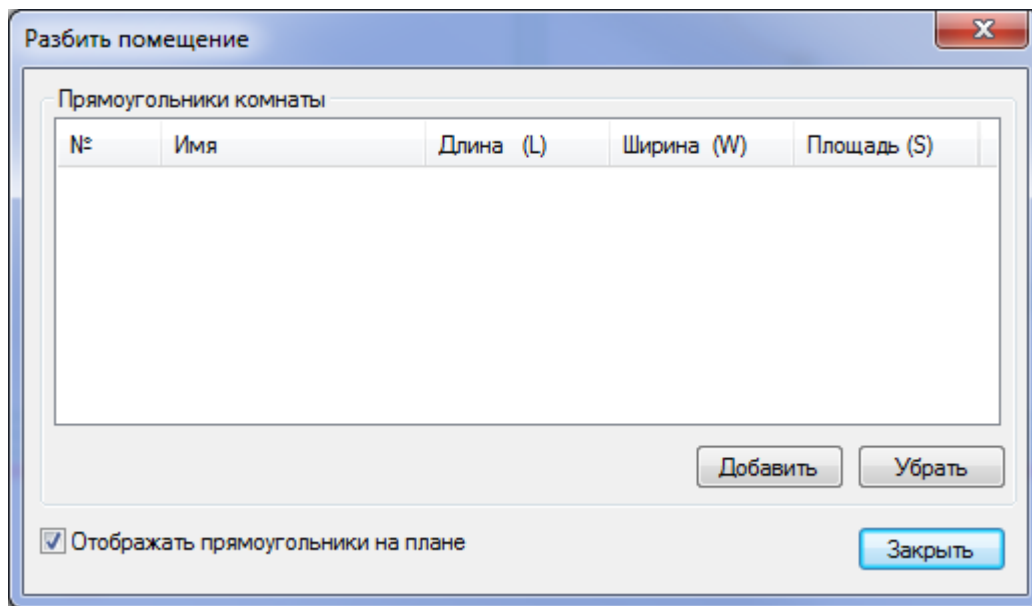 Разбить помещение
Прямоугольники комнаты
№ Имя Длина (L) Ширина (W) Площадь (S)
Добавить Убрать
Отображать прямоугольники на плане
Закрыть